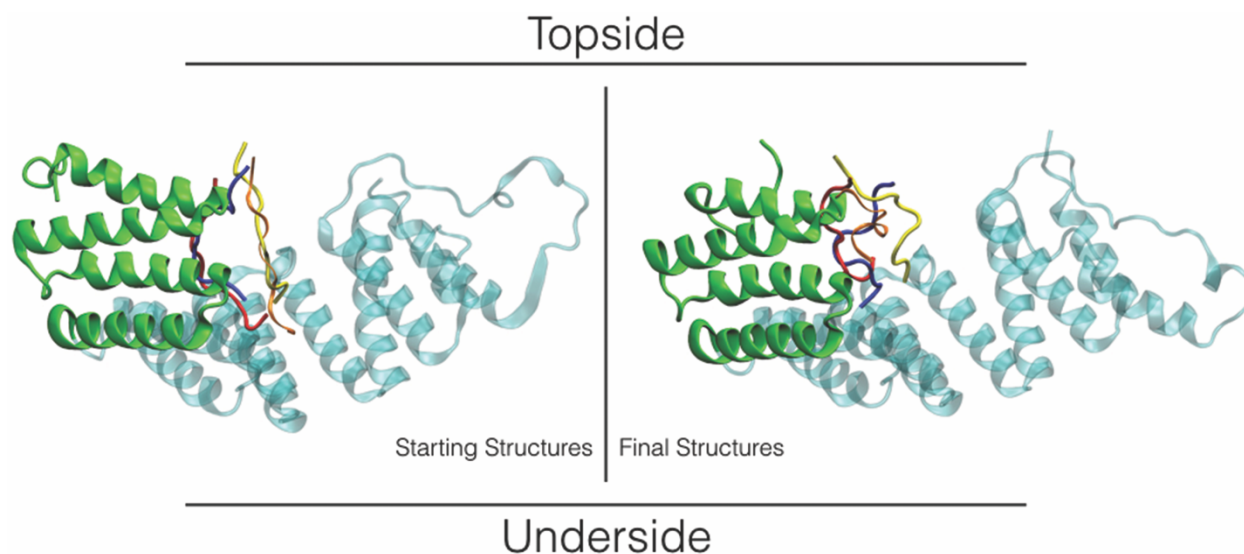 Topside
Starting Structures
Final Structures
Underside